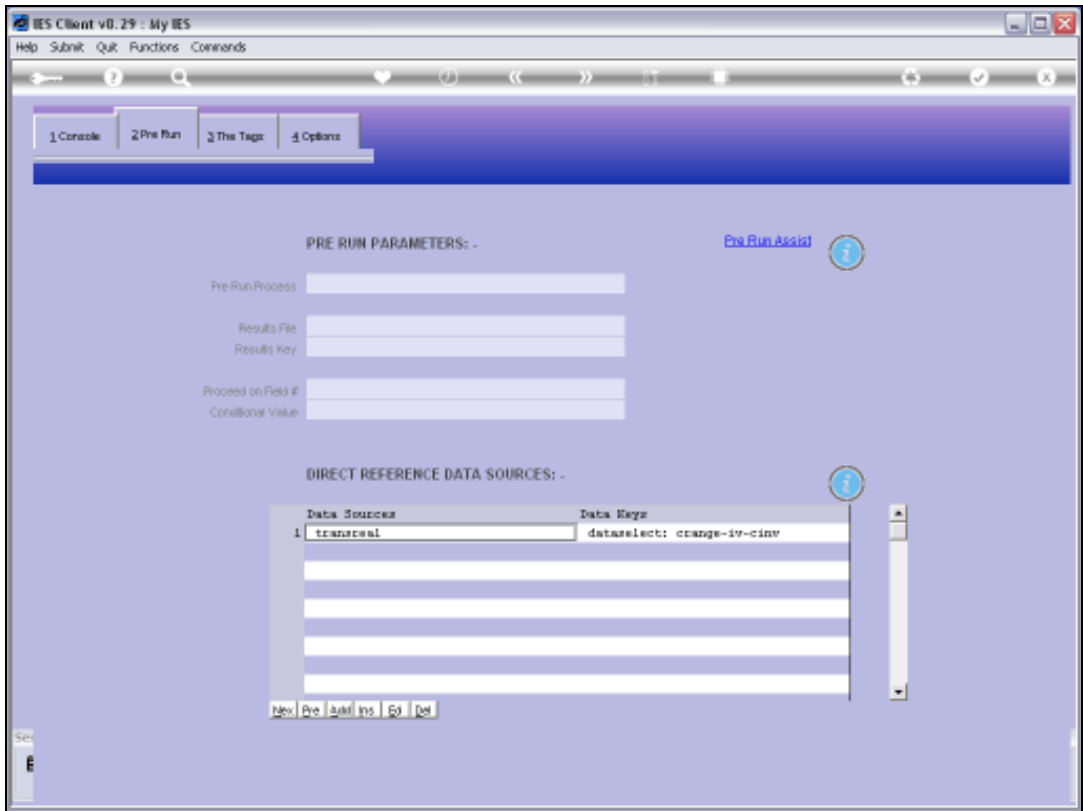 IES Client v8.29 : My IES
Help Submit Quit Functions Commands
1 Console 2 Pre Run 3 The Tags 4 Options
PRE RUN PARAMETERS: -
Pre Run Assist
Pre Run Process
Results File
Results Key
Proceed on Field #
Conditional Value
DIRECT REFERENCE DATA SOURCES: -
Data Sources Data Keys
1 transreal dataselect: crange-iv-cinv
Nex Pre Add Ins Ed Del